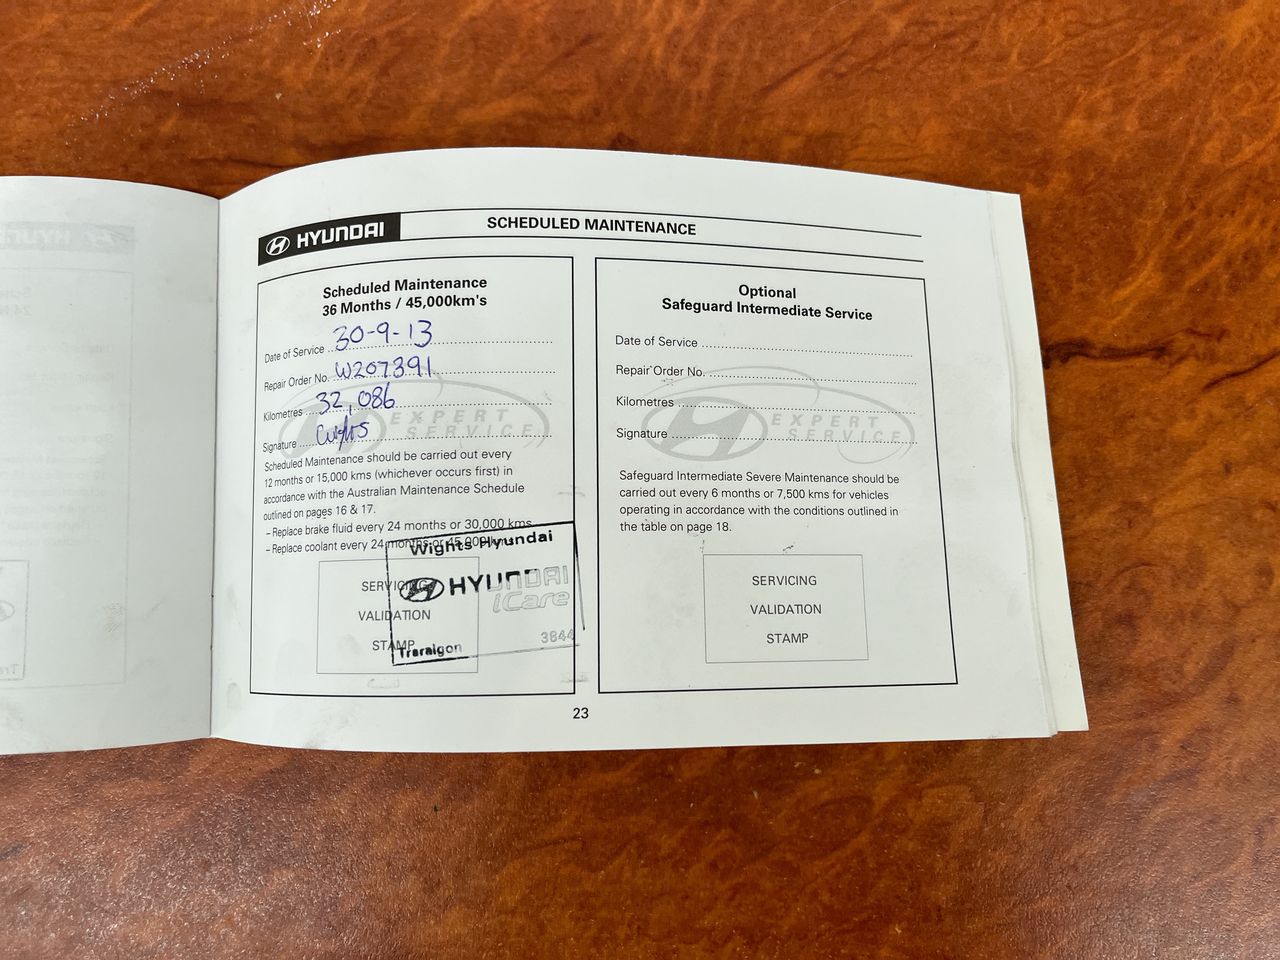 HYUNDAI
SCHEDULED MAINTENANCE
Scheduled Maintenance
36 Months / 45,000km's
Date of Service 30-9-13
Repair Order No. W207391
Kilometres 32,086
Signature
EXPERT
SERVICE
Scheduled Maintenance should be carried out every
12 months or 15,000 kms (whichever occurs first) in
accordance with the Australian Maintenance Schedule
outlined on pages 16 & 17.
– Replace brake fluid every 24 months or 30,000 kms
– Replace coolant every 24 months or 45,000 kms
SERVICING
VALIDATION
STAMP
Wights Hyundai
HYUNDAI
iCare
Traralgon 3844
Optional
Safeguard Intermediate Service
Date of Service
Repair Order No.
Kilometres
Signature
EXPERT
SERVICE
Safeguard Intermediate Severe Maintenance should be
carried out every 6 months or 7,500 kms for vehicles
operating in accordance with the conditions outlined in
the table on page 18.
SERVICING
VALIDATION
STAMP
23